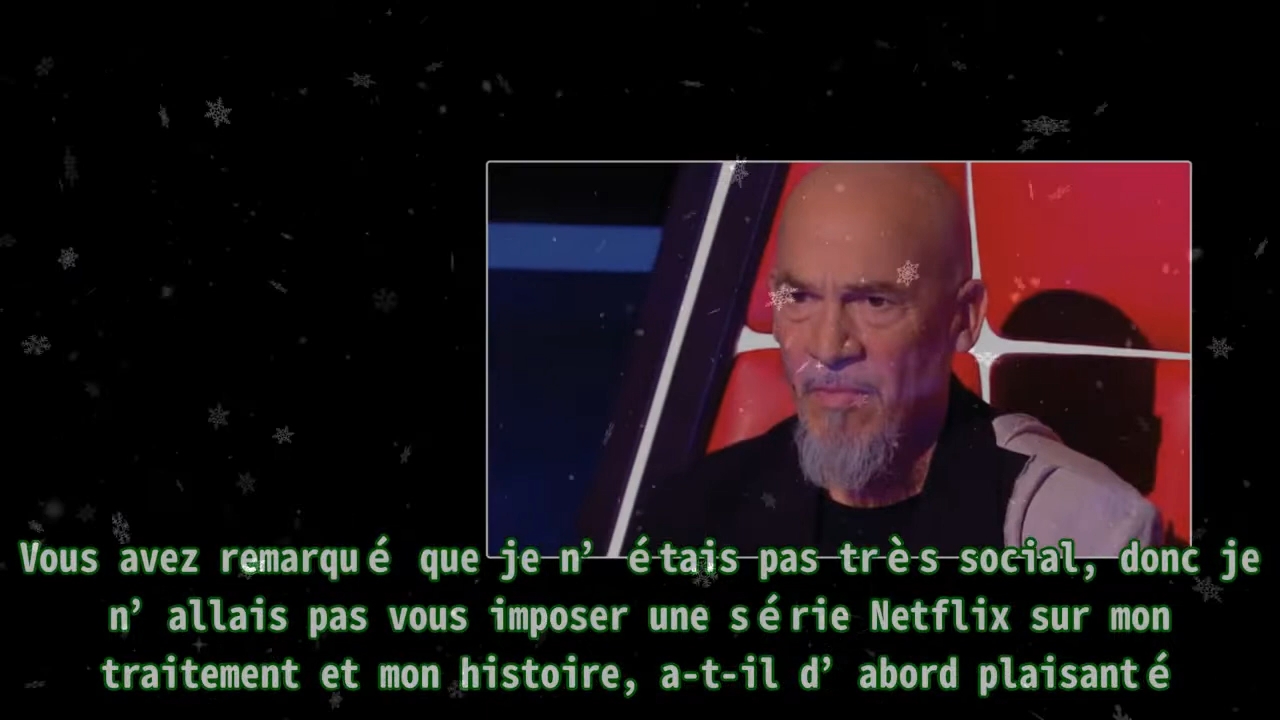 Vous avez remarqué que je n’ étais pas très social, donc je
n’ allais pas vous imposer une série Netflix sur mon
traitement et mon histoire, a-t-il d’ abord plaisanté